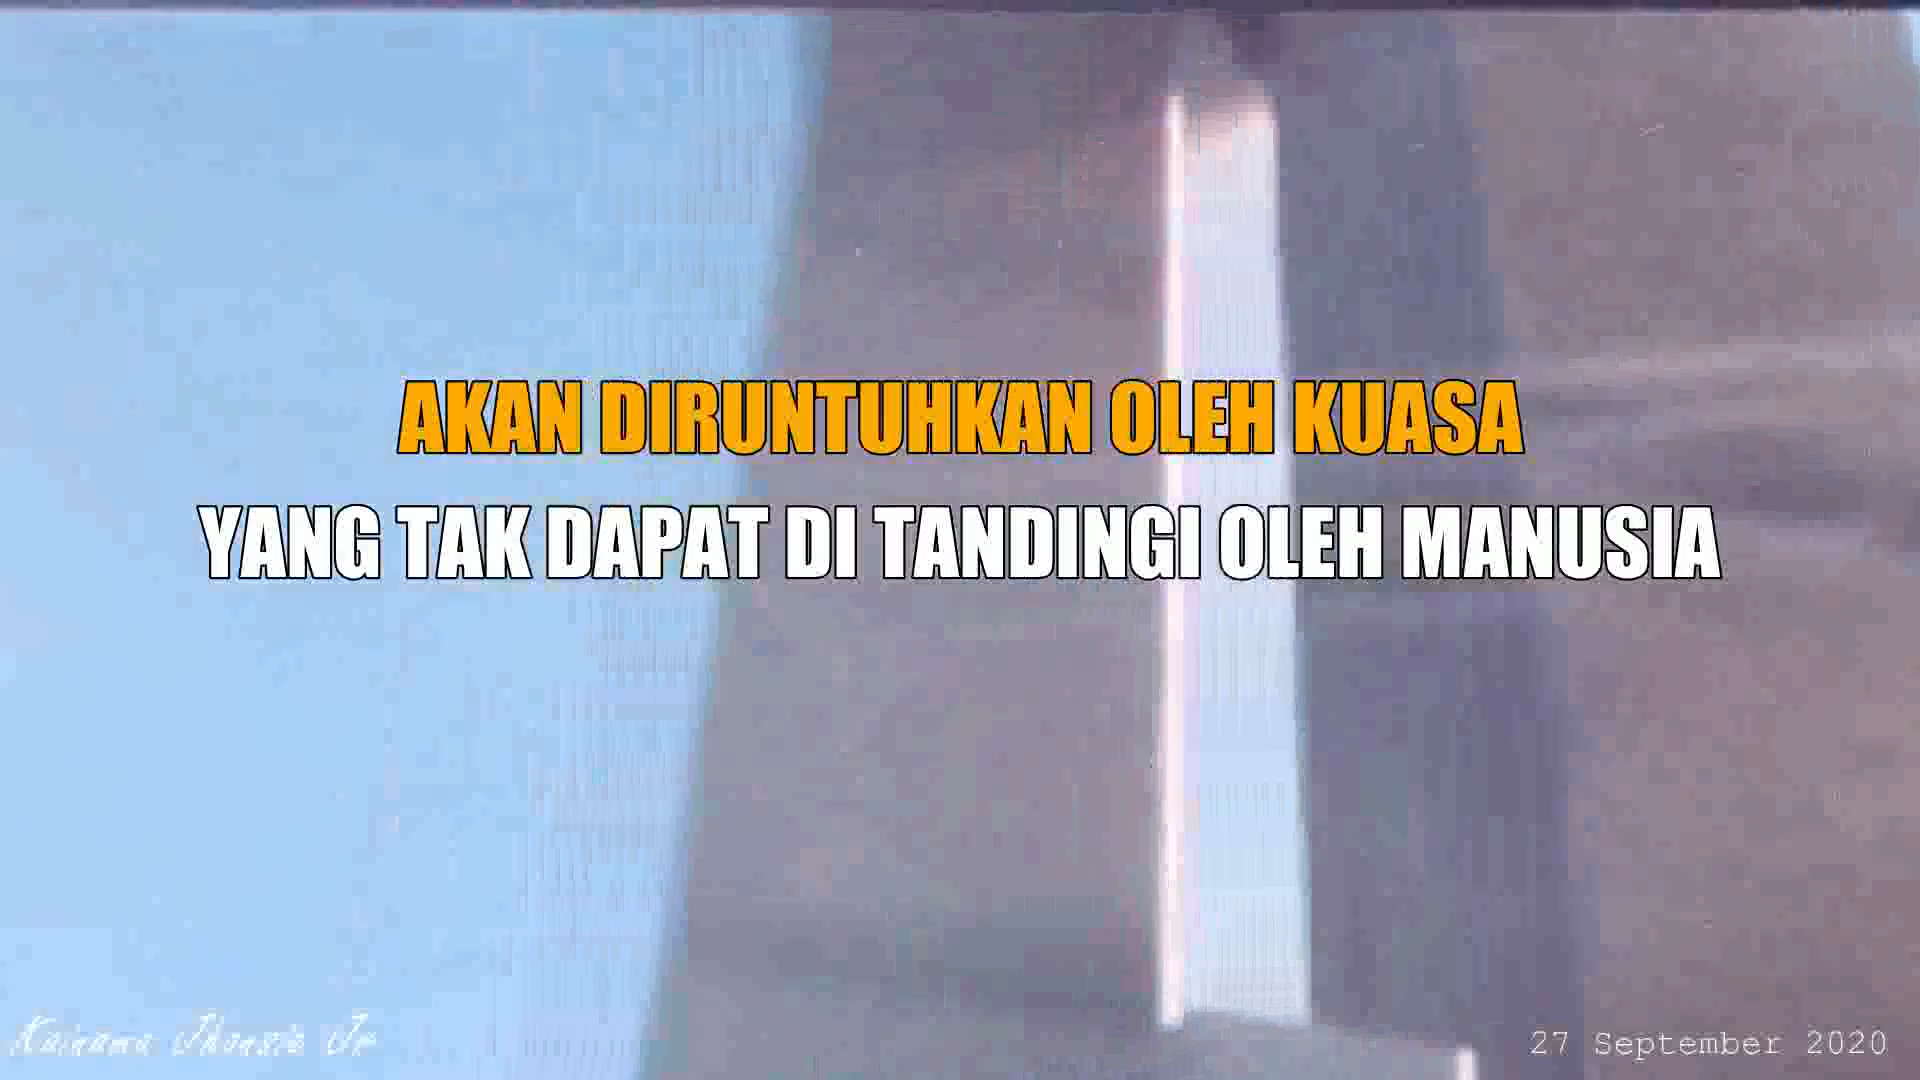 AKAN DIRUNTUHKAN OLEH KUASA
YANG TAK DAPAT DI TANDINGI OLEH MANUSIA
27 September 2020